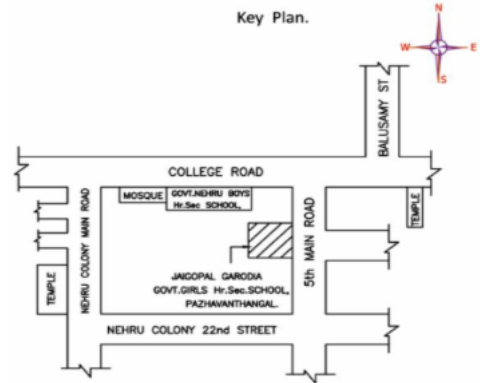 Key Plan.
N
W
E
S
BALUSAMY ST
COLLEGE ROAD
MOSQUE
GOVT.NEHRU BOYS
Hr.Sec SCHOOL,
TEMPLE
NEHRU COLONY MAIN ROAD
5th MAIN ROAD
TEMPLE
JAIGOPAL GARODIA
GOVT.GIRLS Hr.Sec.SCHOOL,
PAZHAVANTHANGAL.
NEHRU COLONY 22nd STREET